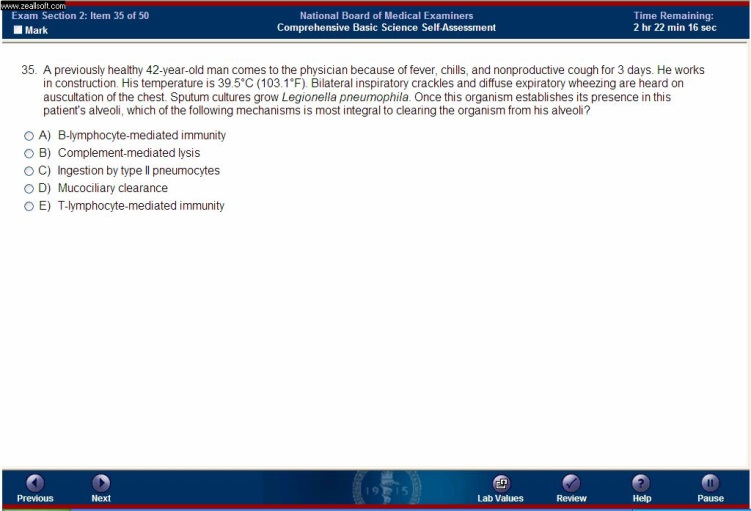 www.zeallsoft.com
Exam Section 2: Item 35 of 50
National Board of Medical Examiners
Time Remaining:
Mark
Comprehensive Basic Science Self-Assessment
2 hr 22 min 16 sec
35. A previously healthy 42-year-old man comes to the physician because of fever, chills, and nonproductive cough for 3 days. He works
in construction. His temperature is 39.5°C (103.1°F). Bilateral inspiratory crackles and diffuse expiratory wheezing are heard on
auscultation of the chest. Sputum cultures grow Legionella pneumophila. Once this organism establishes its presence in this
patient's alveoli, which of the following mechanisms is most integral to clearing the organism from his alveoli?
A) B-lymphocyte-mediated immunity
B) Complement-mediated lysis
C) Ingestion by type II pneumocytes
D) Mucociliary clearance
E) T-lymphocyte-mediated immunity
1915
Previous
Next
Lab Values
Review
Help
Pause